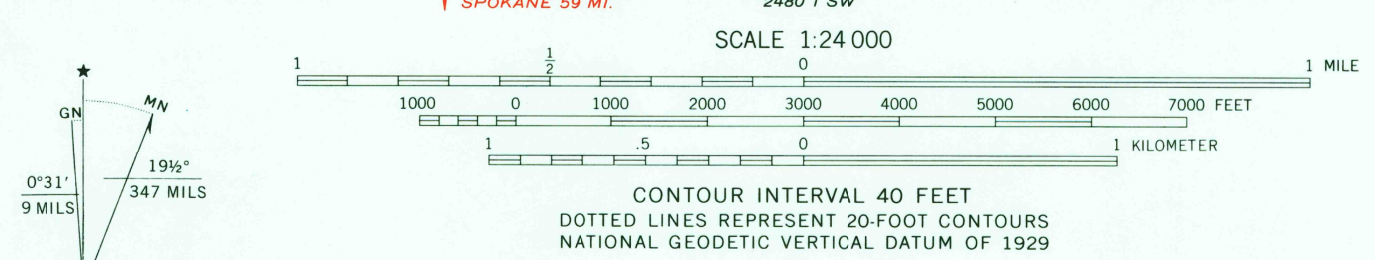 SPOKANE 59 MI.
2480 I SW
SCALE 1:24 000
1 1/2 0 1 MILE
1000 0 1000 2000 3000 4000 5000 6000 7000 FEET
1 .5 0 1 KILOMETER
★
GN
MN
0°31′
9 MILS
19½°
347 MILS
CONTOUR INTERVAL 40 FEET
DOTTED LINES REPRESENT 20-FOOT CONTOURS
NATIONAL GEODETIC VERTICAL DATUM OF 1929